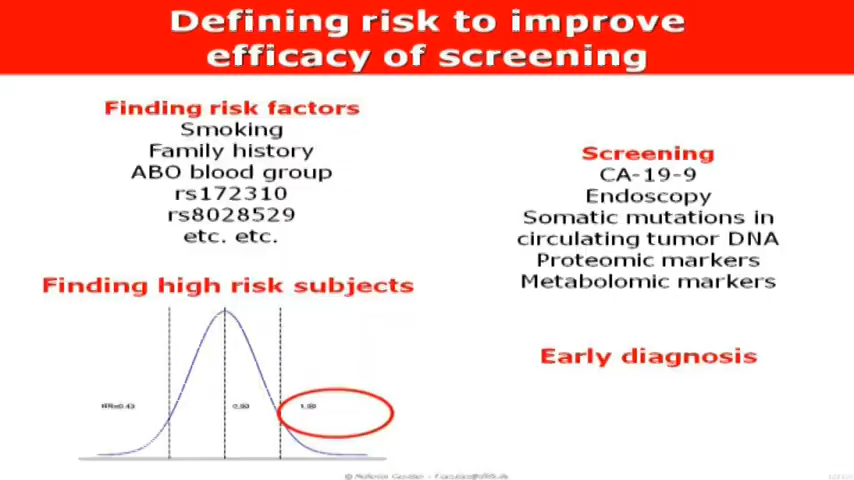 Defining risk to improve
efficacy of screening
Finding risk factors
Smoking
Family history
ABO blood group
rs172310
rs8028529
etc. etc.
Finding high risk subjects
Screening
CA-19-9
Endoscopy
Somatic mutations in
circulating tumor DNA
Proteomic markers
Metabolomic markers
Early diagnosis